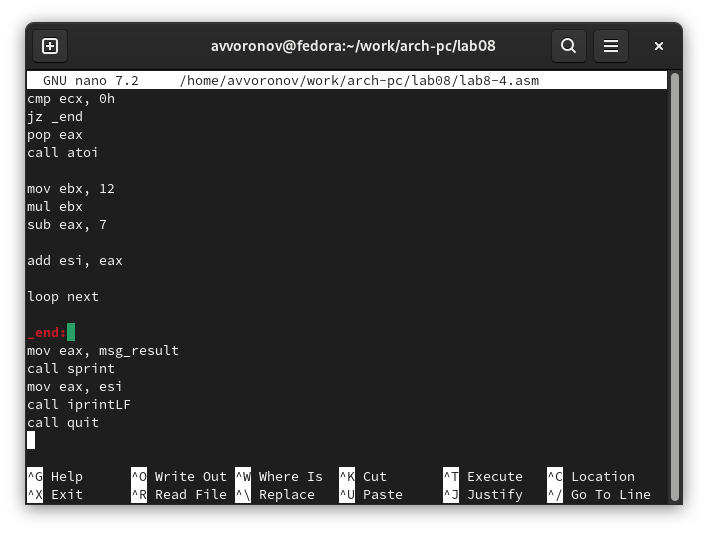 avvoronov@fedora:~/work/arch-pc/lab08
GNU nano 7.2 /home/avvoronov/work/arch-pc/lab08/lab8-4.asm
cmp ecx, 0h
jz _end
pop eax
call atoi
mov ebx, 12
mul ebx
sub eax, 7
add esi, eax
loop next
_end:
mov eax, msg_result
call sprint
mov eax, esi
call iprintLF
call quit
^G Help ^O Write Out ^W Where Is ^K Cut ^T Execute ^C Location
^X Exit ^R Read File ^\ Replace ^U Paste ^J Justify ^/ Go To Line